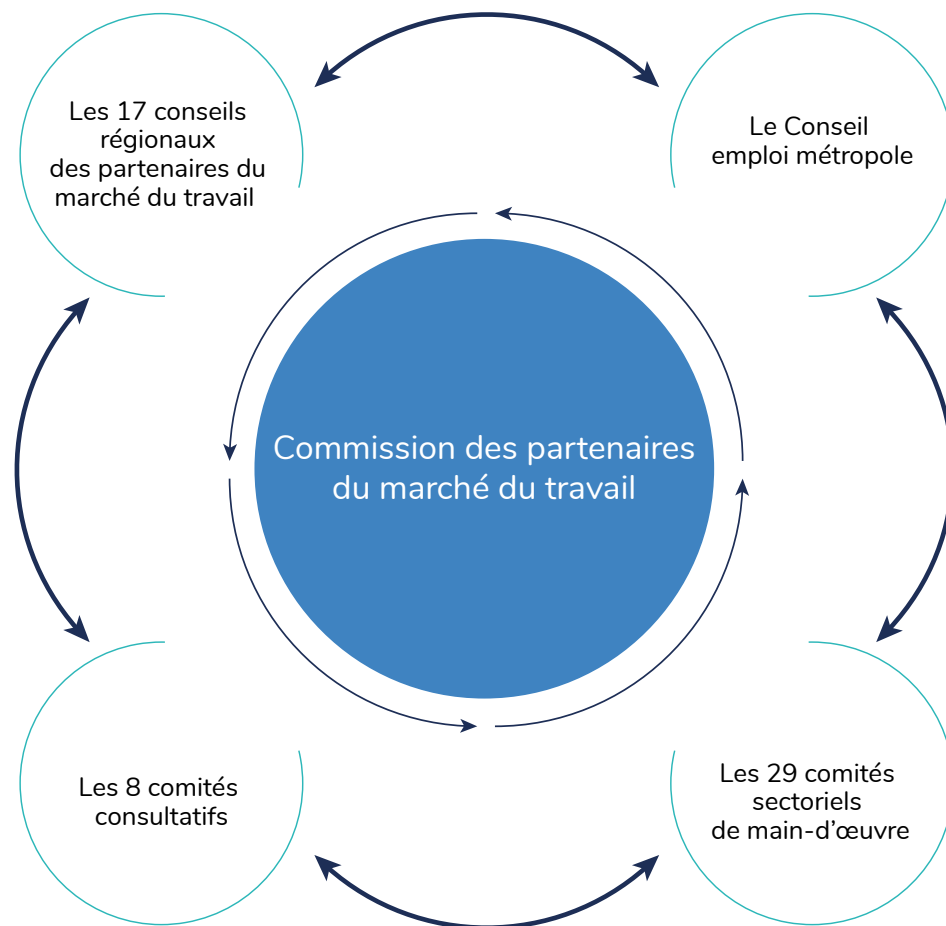 Les 17 conseils
régionaux
des partenaires du
marché du travail
Le Conseil
emploi métropole
Commission des partenaires
du marché du travail
Les 8 comités
consultatifs
Les 29 comités
sectoriels
de main-d’œuvre